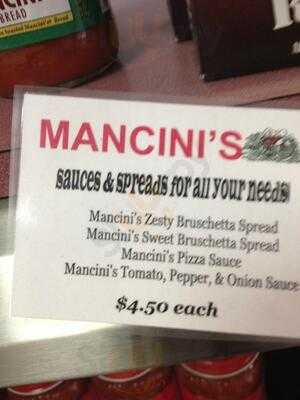 BREAD
MANCINI'S
sauces & spreads for all your needs!
Mancini's Zesty Bruschetta Spread
Mancini's Sweet Bruschetta Spread
Mancini's Pizza Sauce
Mancini's Tomato, Pepper, & Onion Sauce
$4.50 each